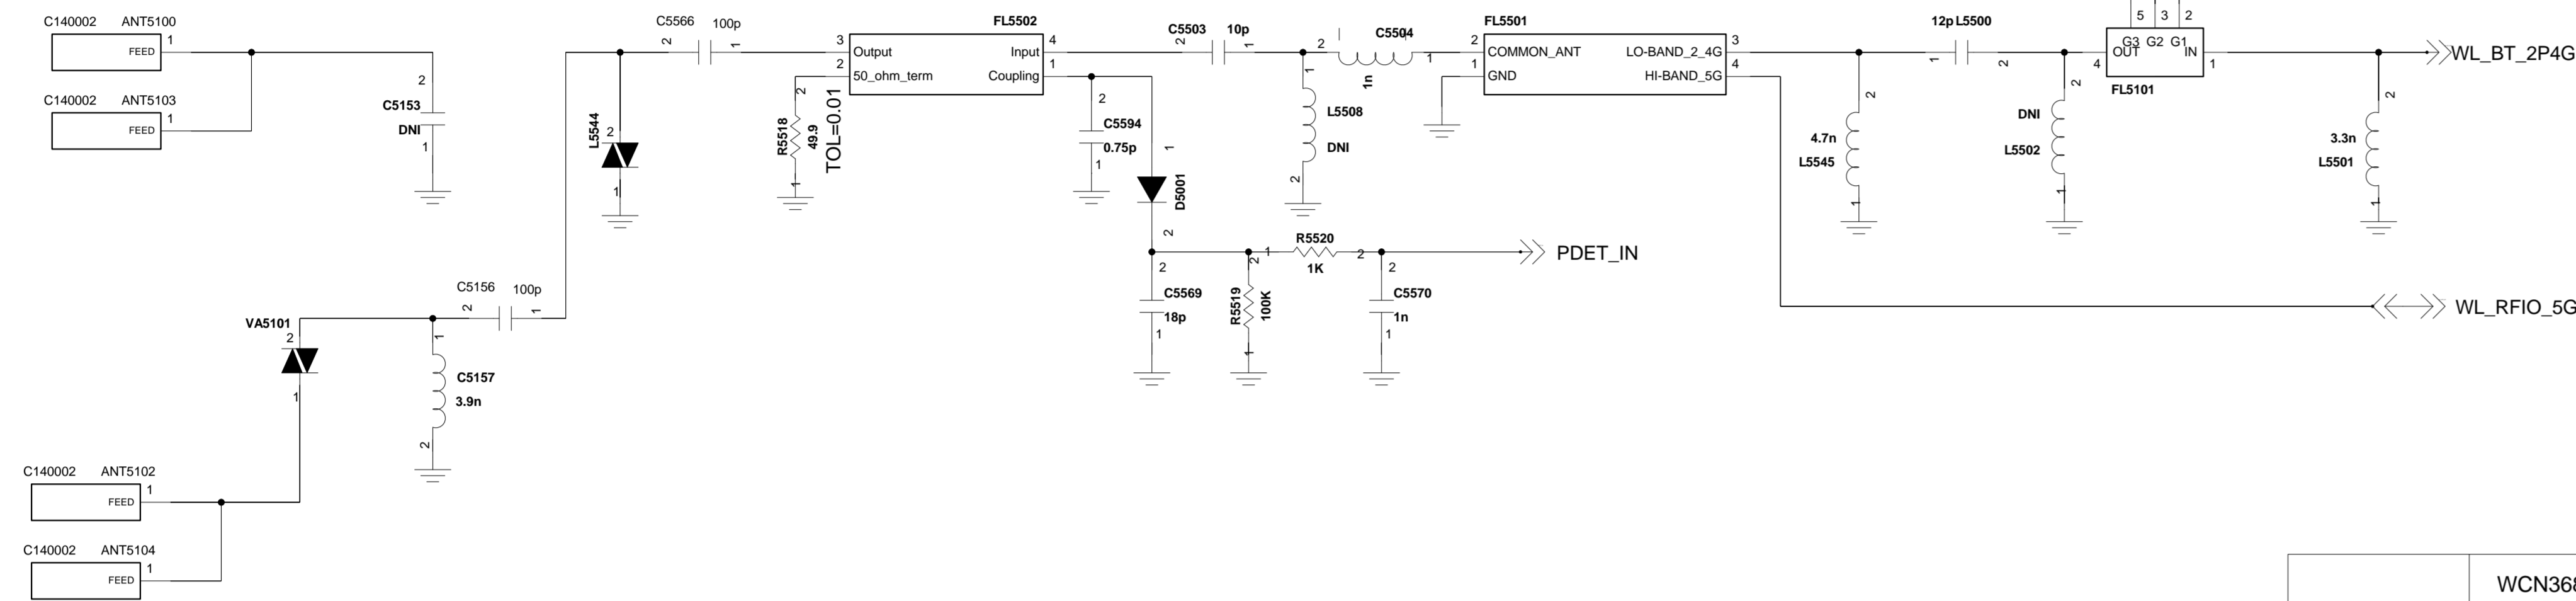 C140002 ANT5100
FEED 1
C140002 ANT5103
FEED 1
2
C5153
DNI
1
C5566 100p
2 1
L5544 2
1
FL5502
3 Output Input 4
2 50_ohm_term Coupling 1
2
R5518
49.9
TOL=0.01
1
2
C5594
0.75p
1
1
D5001
2
C5503 10p
2 1
2 C5504 1
1n
1
L5508
DNI
2
FL5501
2 COMMON_ANT LO-BAND_2_4G 3
1 GND HI-BAND_5G 4
2
4.7n
L5545
1
12p L5500
1 2
2
DNI
L5502
1
5 3 2
G3 G2 G1
OUT IN
4 1
FL5101
2
3.3n
L5501
1
WL_BT_2P4G
WL_RFIO_5G
2
C5569
18p
1
2
R5519
100K
1
R5520
1 2
1K
2
C5570
1n
1
PDET_IN
C5156 100p
2 1
VA5101
2
1
1
C5157
3.9n
2
C140002 ANT5102
FEED 1
C140002 ANT5104
FEED 1
WCN368